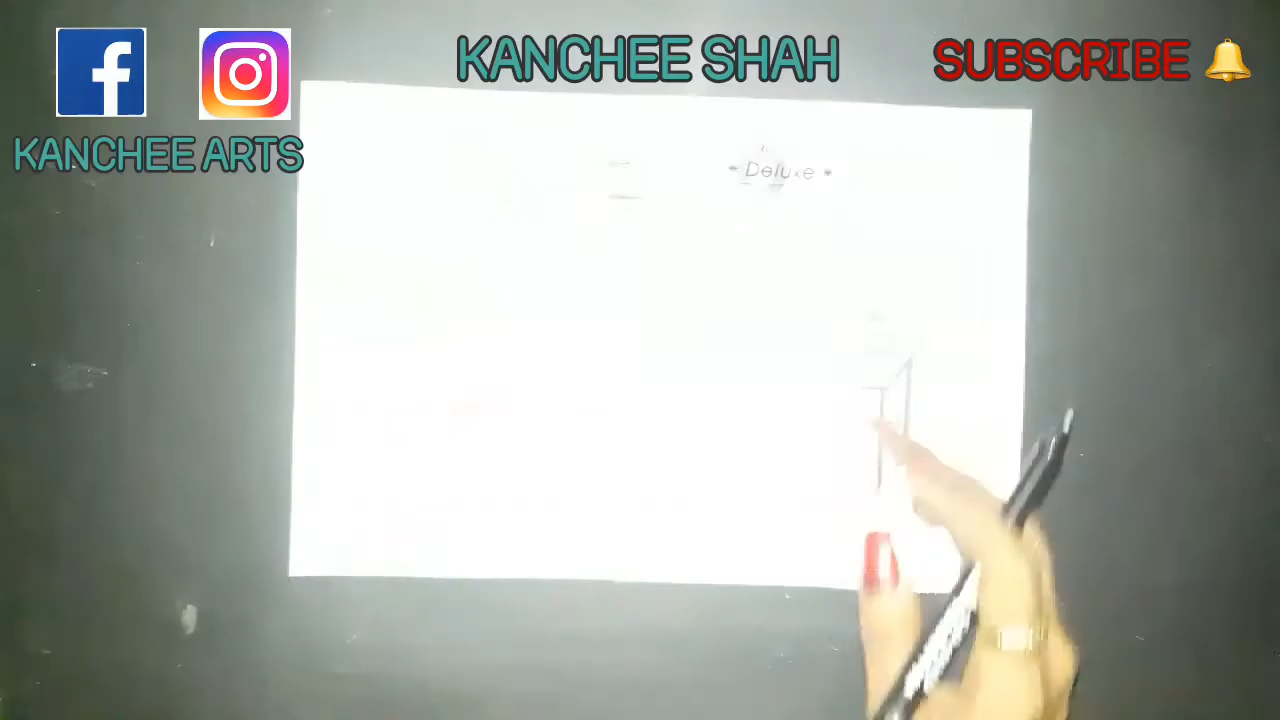 KANCHEE SHAH
SUBSCRIBE
KANCHEE ARTS
* Deluxe *